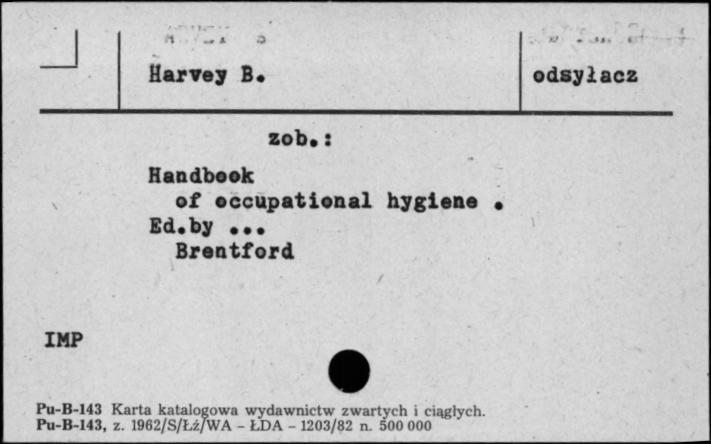 Harvey B. odsyłacz
zob.:
Handbook
of occupational hygiene .
Ed.by ...
Brentford
IMP
Pu-B-143 Karta katalogowa wydawnictw zwartych i ciągłych.
Pu-B-143, z. 1962/S/Łż/WA - ŁDA - 1203/82 n. 500 000